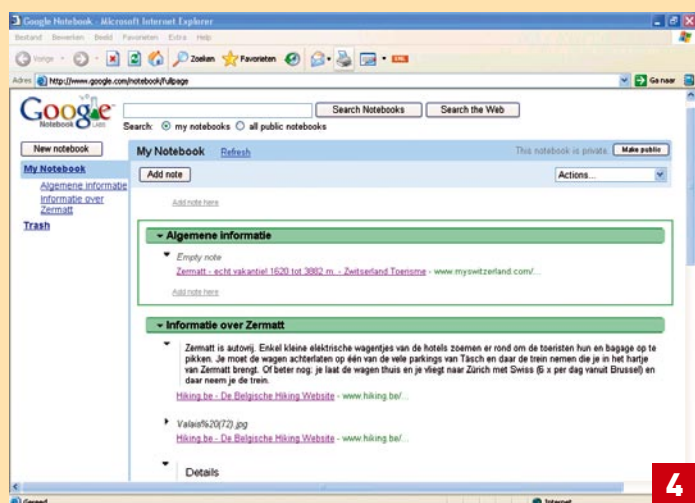 Google Notebook - Microsoft Internet Explorer
Bestand Bewerken Beeld Favorieten Extra Help
Vorige Zoeken Favorieten
Adres http://www.google.com/notebook/fullpage Ga naar
Google
Notebook Labs
Search Notebooks Search the Web
Search: my notebooks all public notebooks
New notebook
My Notebook Refresh This notebook is private. Make public
My Notebook
Add note Actions...
Algemene informatie
Informatie over
Zermatt
Trash
Add note here
Algemene informatie
Empty note
Zermatt - echt vakantie! 1620 tot 3882 m. - Zwitserland Toerisme - www.myswitzerland.com/...
Add note here
Informatie over Zermatt
Zermatt is autovrij. Enkel kleine elektrische wagentjes van de hotels zoemen er rond om de toeristen hun en bagage op te
pikken. Je moet de wagen achterlaten op één van de vele parkings van Täsch en daar de trein nemen die je in het hartje
van Zermatt brengt. Of beter nog: je laat de wagen thuis en je vliegt naar Zürich met Swiss (6 x per dag vanuit Brussel) en
daar neem je de trein.
Hiking.be - De Belgische Hiking Website - www.hiking.be/...
Valais%20(72).jpg
Hiking.be - De Belgische Hiking Website - www.hiking.be/...
Details
Gereed Internet
4